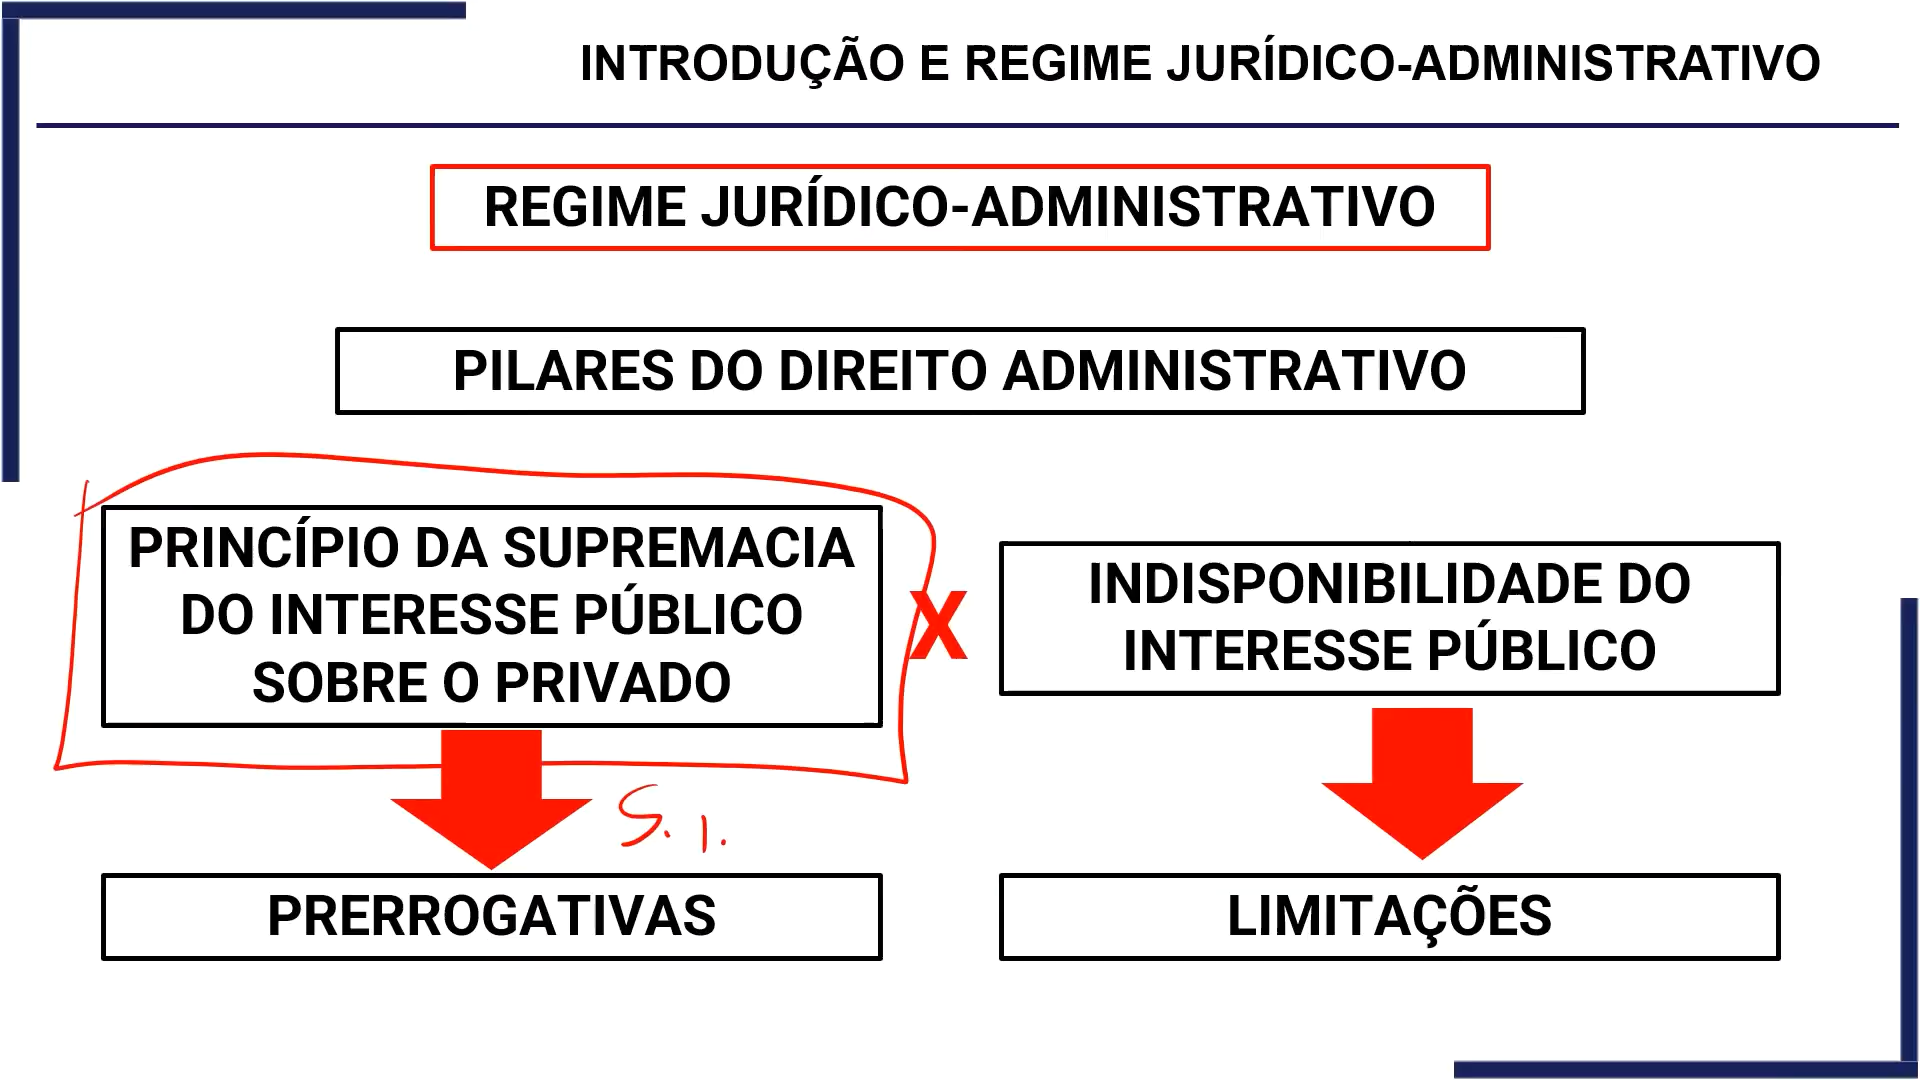 INTRODUÇÃO E REGIME JURÍDICO-ADMINISTRATIVO
REGIME JURÍDICO-ADMINISTRATIVO
PILARES DO DIREITO ADMINISTRATIVO
PRINCÍPIO DA SUPREMACIA
DO INTERESSE PÚBLICO
SOBRE O PRIVADO
X
INDISPONIBILIDADE DO
INTERESSE PÚBLICO
S. I.
PRERROGATIVAS
LIMITAÇÕES